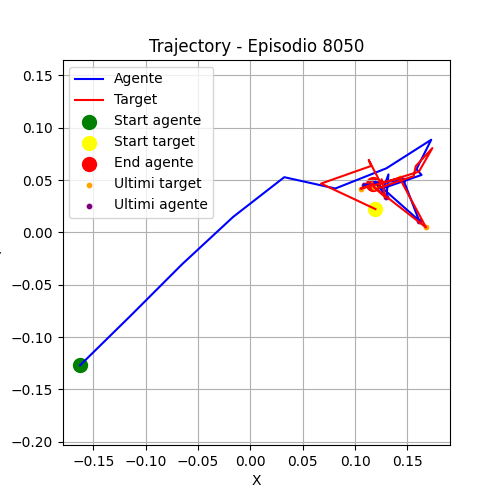 Trajectory - Episodio 8050
Agente
Target
Start agente
Start target
End agente
Ultimi target
Ultimi agente
0.15
0.10
0.05
0.00
−0.05
−0.10
−0.15
−0.20
−0.15
−0.10
−0.05
0.00
0.05
0.10
0.15
X